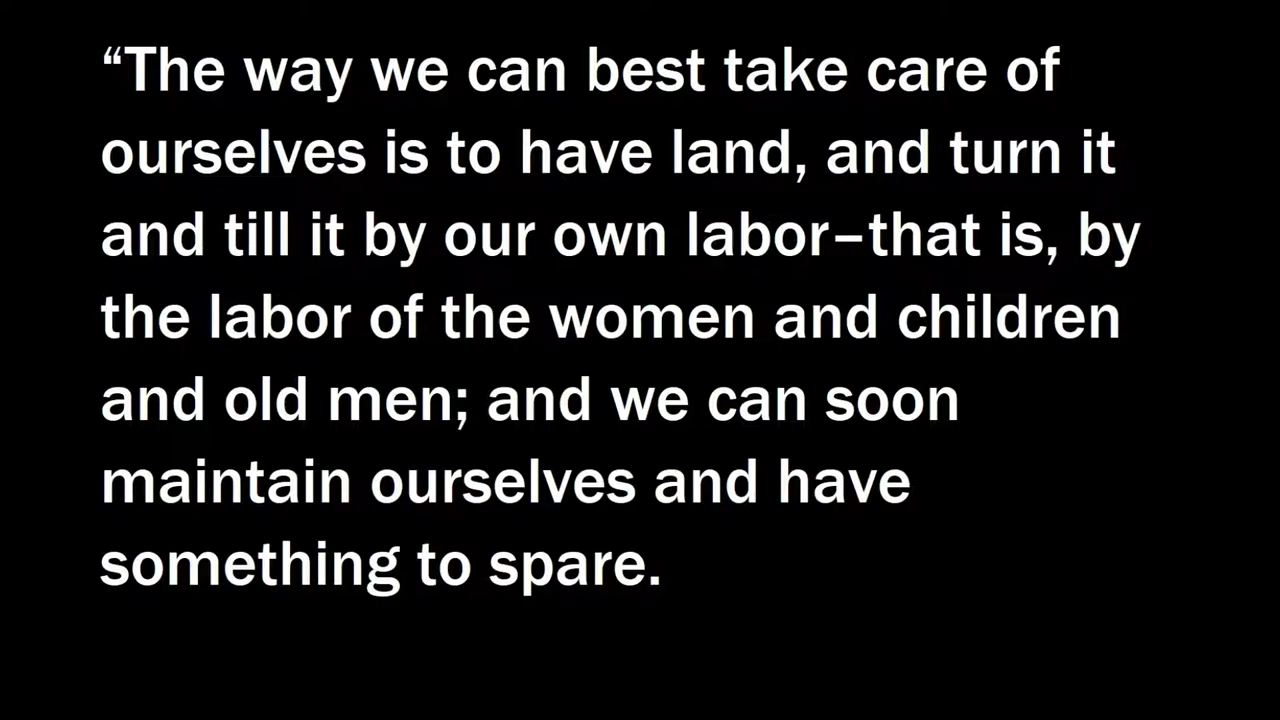 “The way we can best take care of
ourselves is to have land, and turn it
and till it by our own labor–that is, by
the labor of the women and children
and old men; and we can soon
maintain ourselves and have
something to spare.